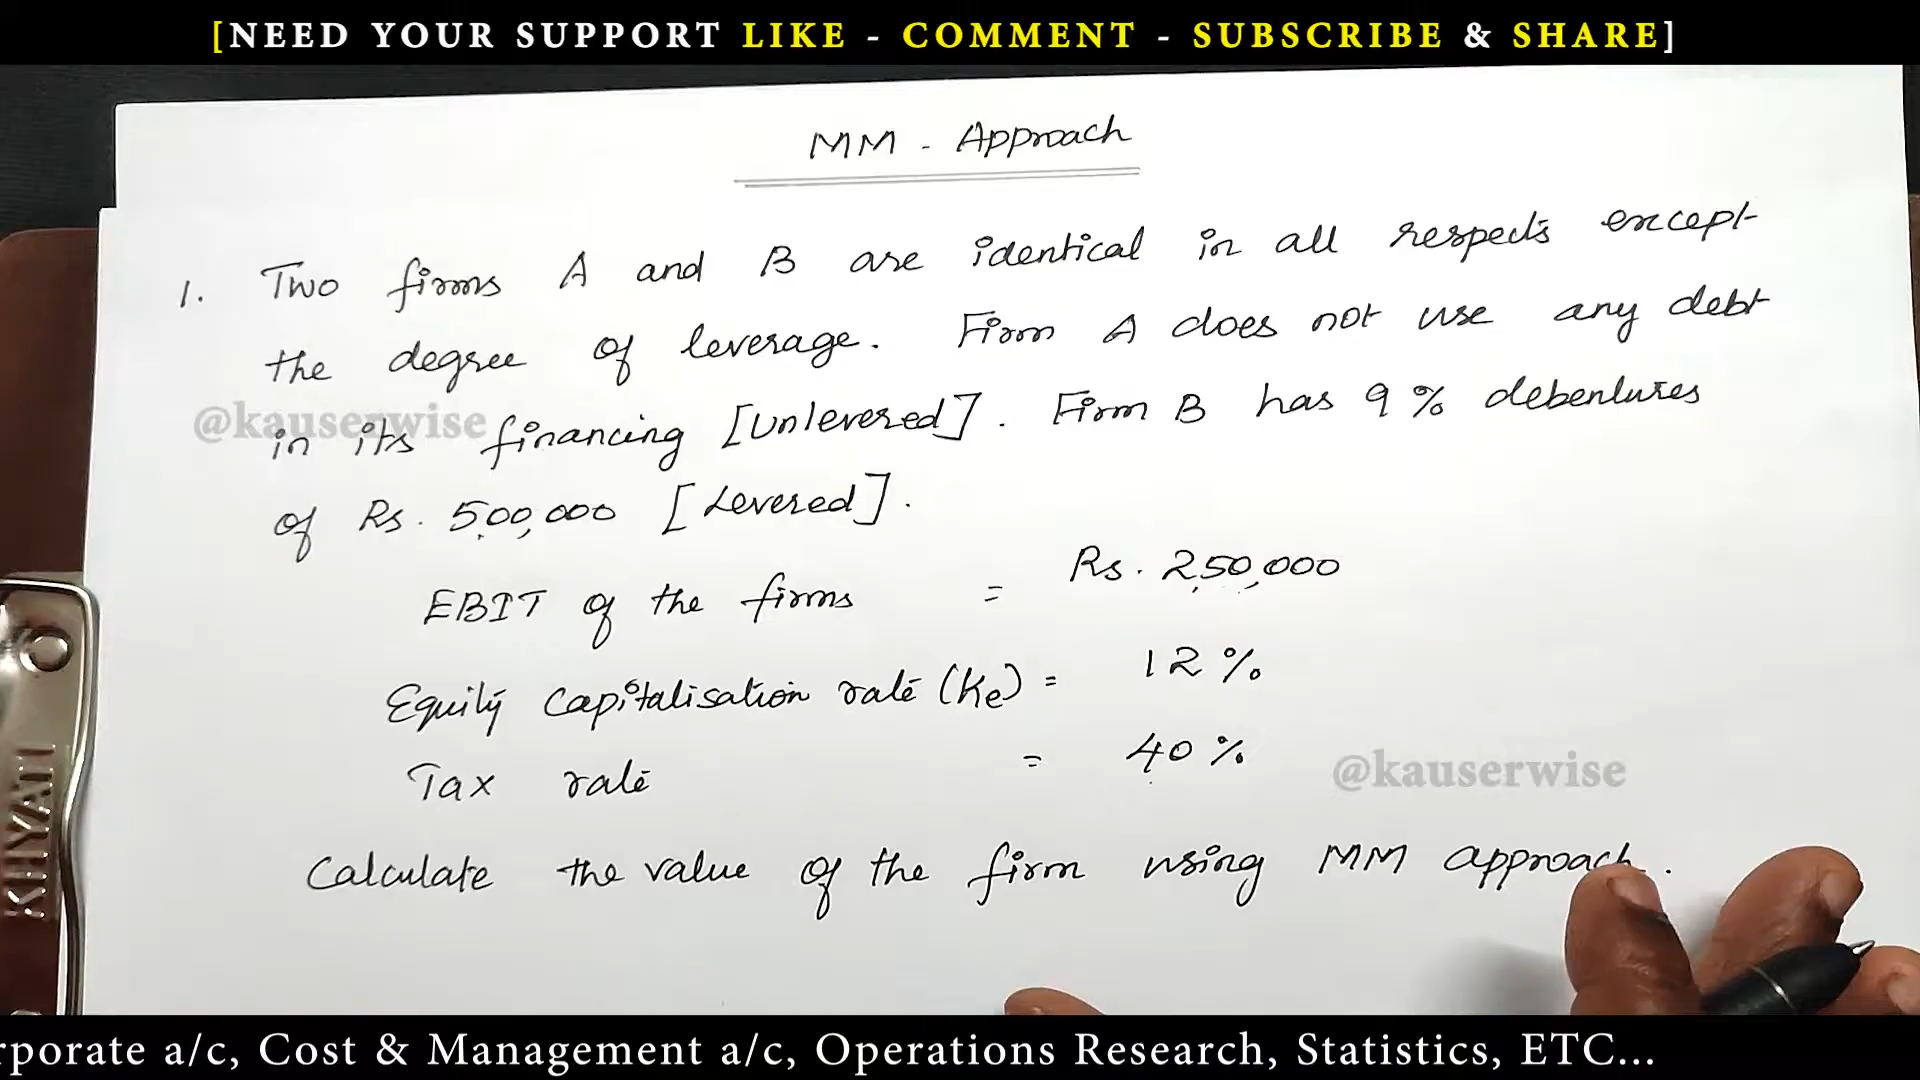 [NEED YOUR SUPPORT LIKE - COMMENT - SUBSCRIBE & SHARE]
MM - Approach
1. Two firms A and B are identical in all respects except
the degree of leverage. Firm A does not use any debt
in its financing [Unlevered]. Firm B has 9% debentures
@kauserwise
of Rs. 500,000 [Levered].
EBIT of the firms = Rs. 250,000
Equity capitalisation rate (Ke) = 12%
Tax rate = 40%
@kauserwise
Calculate the value of the firm using MM approach.
KHYATI
rporate a/c, Cost & Management a/c, Operations Research, Statistics, ETC...